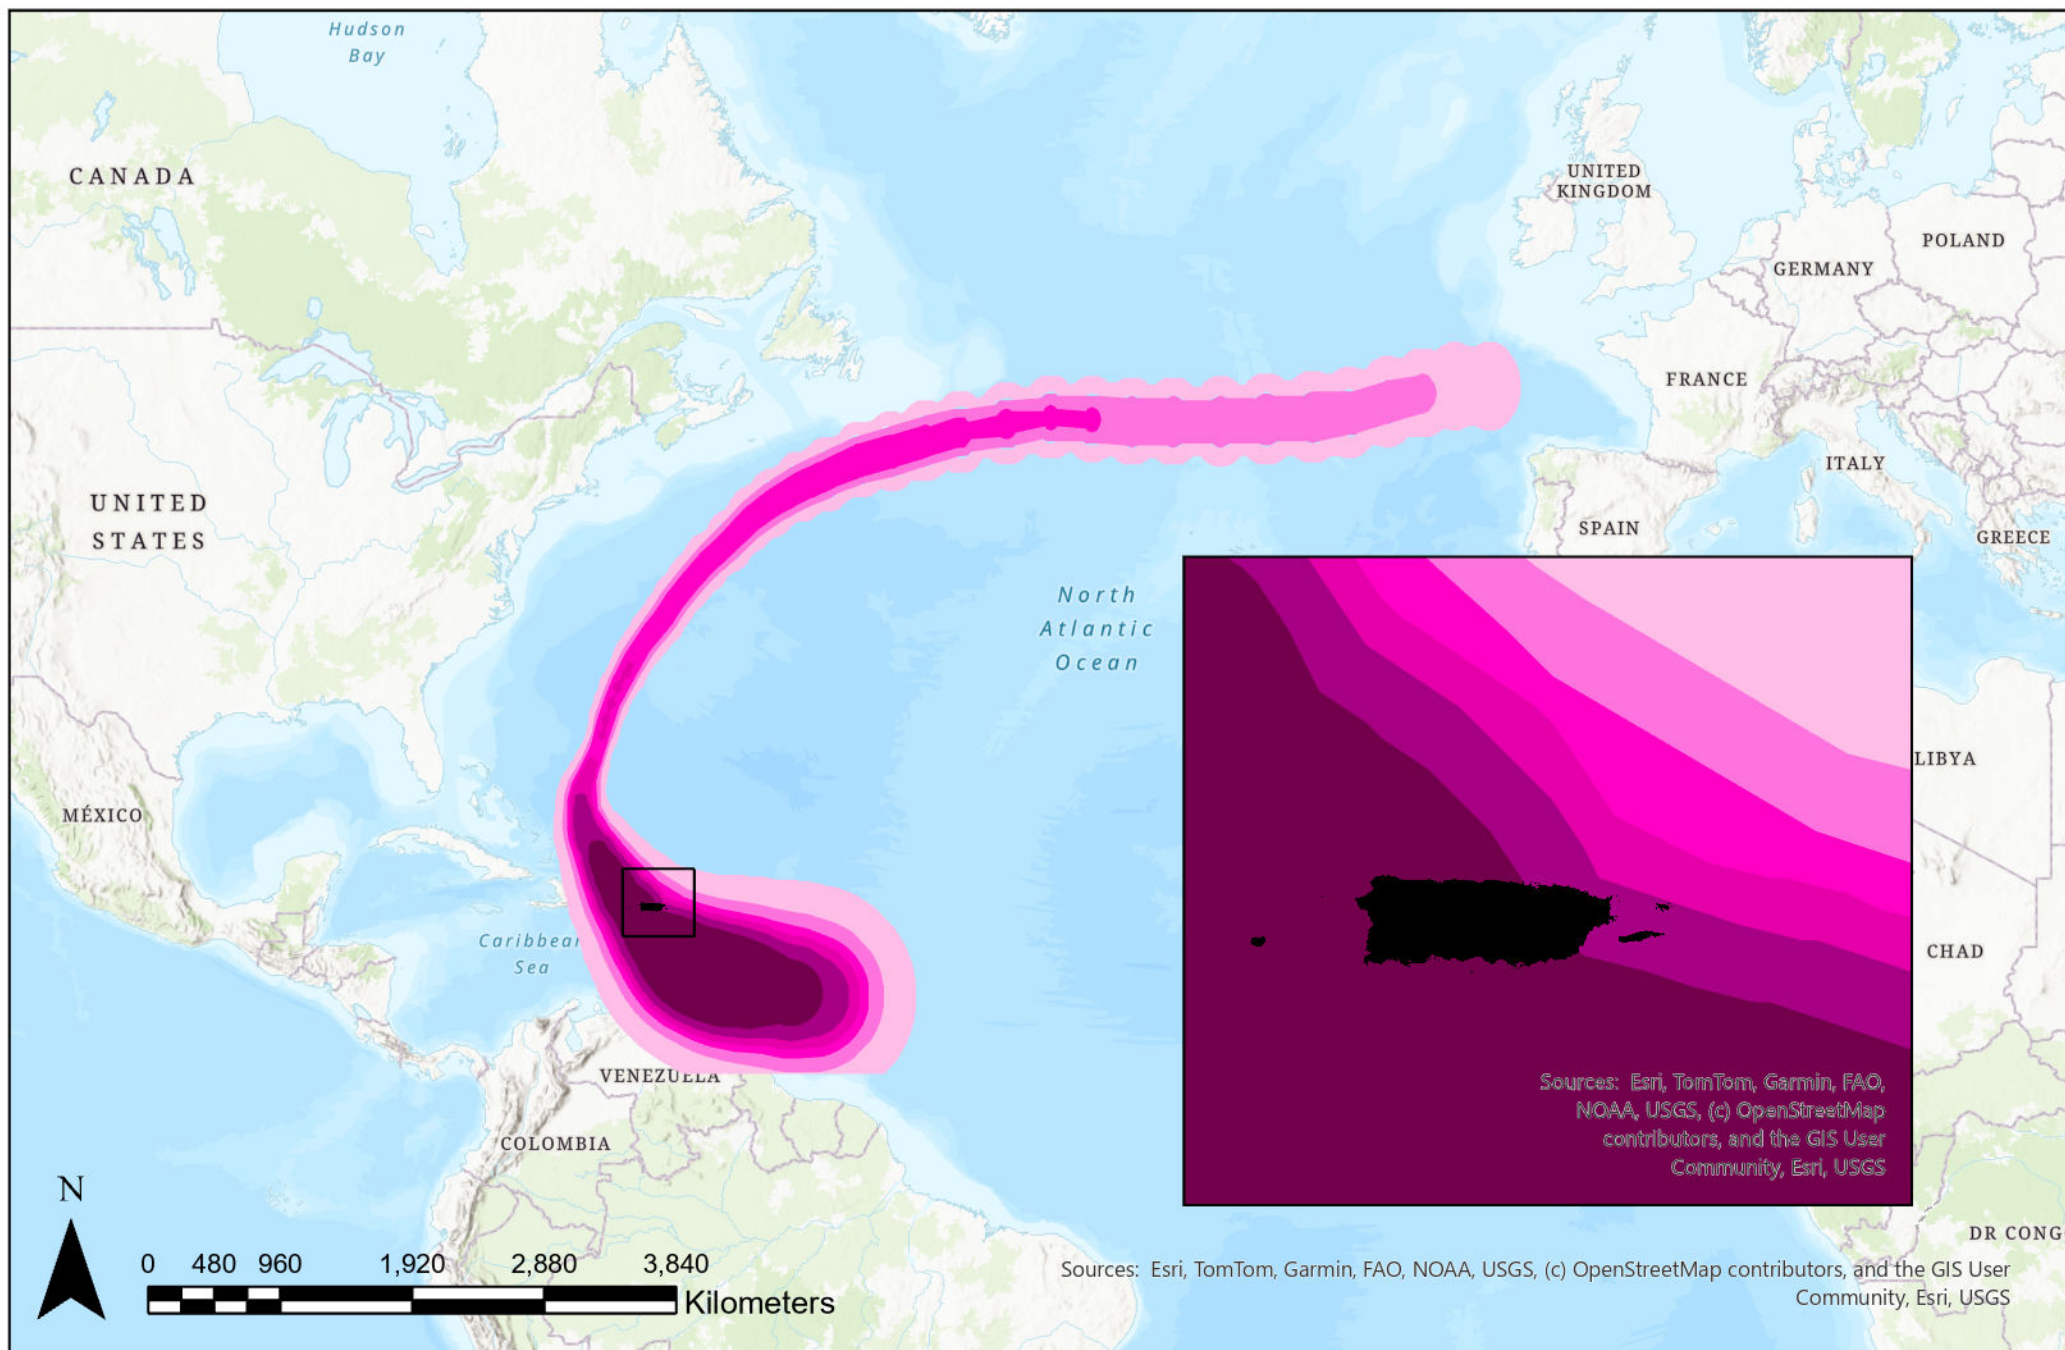 Hudson
Bay
CANADA
UNITED
KINGDOM
POLAND
GERMANY
FRANCE
ITALY
UNITED
STATES
SPAIN
GREECE
North
Atlantic
Ocean
LIBYA
MÉXICO
Caribbean
Sea
CHAD
VENEZUELA
COLOMBIA
Sources: Esri, TomTom, Garmin, FAO,
NOAA, USGS, (c) OpenStreetMap
contributors, and the GIS User
Community, Esri, USGS
N
DR CONG
0 480 960 1,920 2,880 3,840
Kilometers
Sources: Esri, TomTom, Garmin, FAO, NOAA, USGS, (c) OpenStreetMap contributors, and the GIS User
Community, Esri, USGS